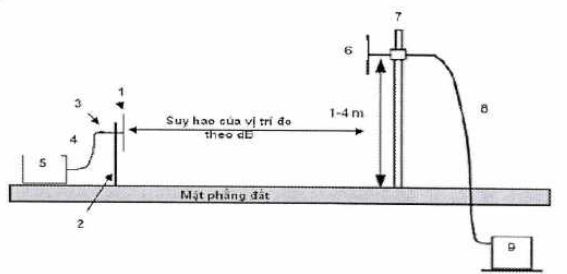 7
6
1
3
1-4 m
Suy hao của vị trí đo
theo dB
4
8
5
Mặt phẳng đất
2
9